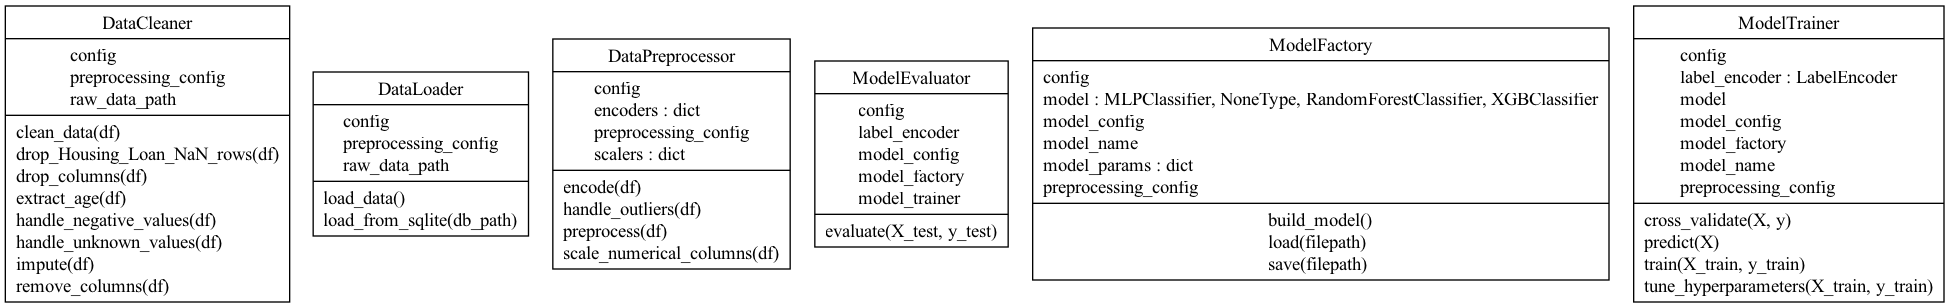 DataCleaner
config
preprocessing_config
raw_data_path
clean_data(df)
drop_Housing_Loan_NaN_rows(df)
drop_columns(df)
extract_age(df)
handle_negative_values(df)
handle_unknown_values(df)
impute(df)
remove_columns(df)
DataLoader
config
preprocessing_config
raw_data_path
load_data()
load_from_sqlite(db_path)
DataPreprocessor
config
encoders : dict
preprocessing_config
scalers : dict
encode(df)
handle_outliers(df)
preprocess(df)
scale_numerical_columns(df)
ModelEvaluator
config
label_encoder
model_config
model_factory
model_trainer
evaluate(X_test, y_test)
ModelFactory
config
model : MLPClassifier, NoneType, RandomForestClassifier, XGBClassifier
model_config
model_name
model_params : dict
preprocessing_config
build_model()
load(filepath)
save(filepath)
ModelTrainer
config
label_encoder : LabelEncoder
model
model_config
model_factory
model_name
preprocessing_config
cross_validate(X, y)
predict(X)
train(X_train, y_train)
tune_hyperparameters(X_train, y_train)